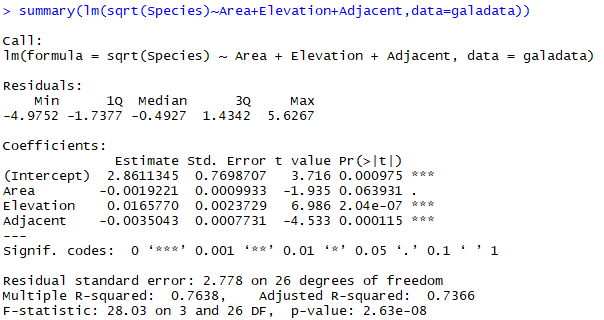 > summary(lm(sqrt(Species)~Area+Elevation+Adjacent,data=galadata))
Call:
lm(formula = sqrt(Species) ~ Area + Elevation + Adjacent, data = galadata)
Residuals:
    Min      1Q  Median      3Q     Max
-4.9752 -1.7377 -0.4927  1.4342  5.6267
Coefficients:
              Estimate Std. Error t value Pr(>|t|)
(Intercept)  2.8611345  0.7698707   3.716 0.000975 ***
Area        -0.0019221  0.0009933  -1.935 0.063931 .
Elevation    0.0165770  0.0023729   6.986 2.04e-07 ***
Adjacent    -0.0035043  0.0007731  -4.533 0.000115 ***
---
Signif. codes:  0 ‘***’ 0.001 ‘**’ 0.01 ‘*’ 0.05 ‘.’ 0.1 ‘ ’ 1
Residual standard error: 2.778 on 26 degrees of freedom
Multiple R-squared:  0.7638,    Adjusted R-squared:  0.7366
F-statistic: 28.03 on 3 and 26 DF,  p-value: 2.63e-08